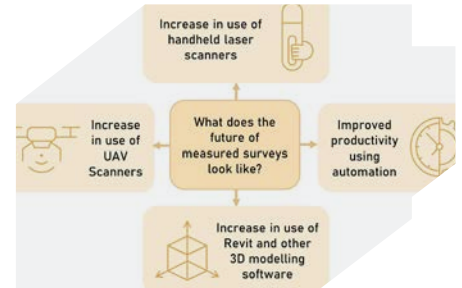 Increase in use of
handheld laser
scanners
Increase
in use of
UAV
Scanners
What does the
future of
measured surveys
look like?
Improved
productivity
using
automation
Increase in use of
Revit and other
3D modelling
software